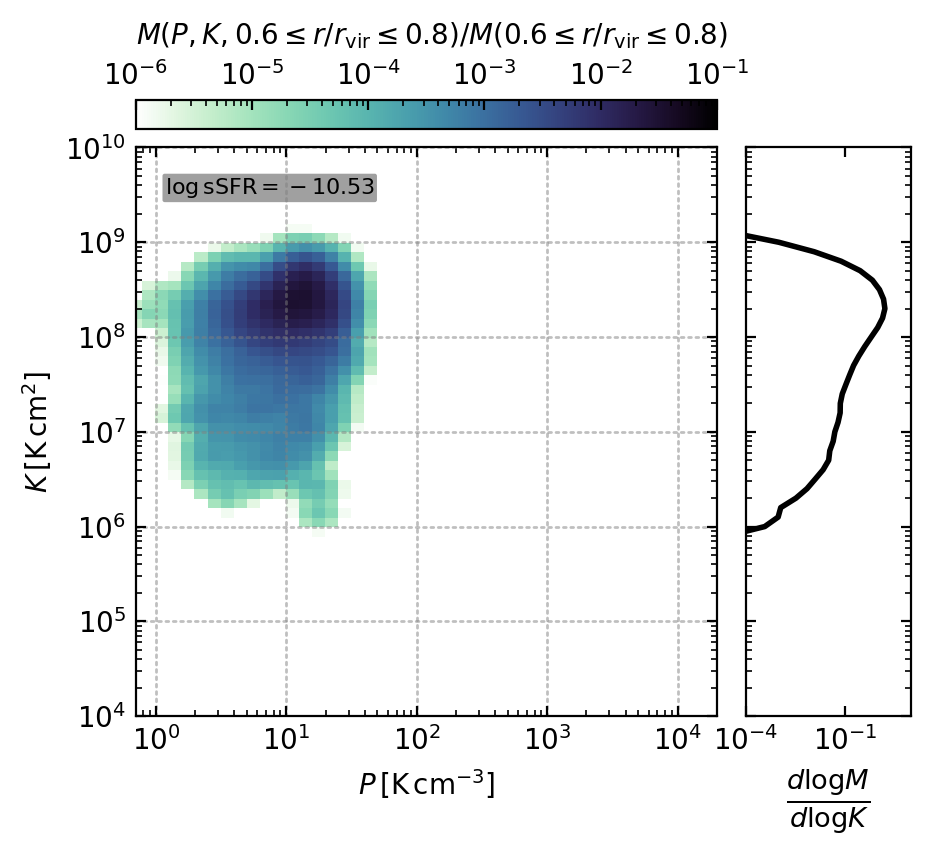 M(P, K, 0.6 ≤ r/r_vir ≤ 0.8)/M(0.6 ≤ r/r_vir ≤ 0.8)
10^−6 10^−5 10^−4 10^−3 10^−2 10^−1
log sSFR = −10.53
10^10
10^9
10^8
10^7
10^6
10^5
10^4
K [K cm^2]
10^0 10^1 10^2 10^3 10^4
P [K cm^−3]
10^−4 10^−1
dlogM
dlogK